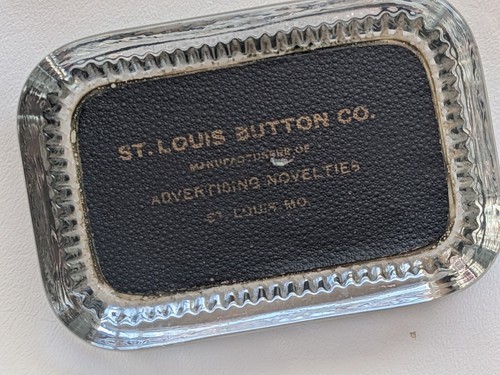 ST. LOUIS BUTTON CO.
MANUFACTURERS OF
ADVERTISING NOVELTIES
ST. LOUIS MO.